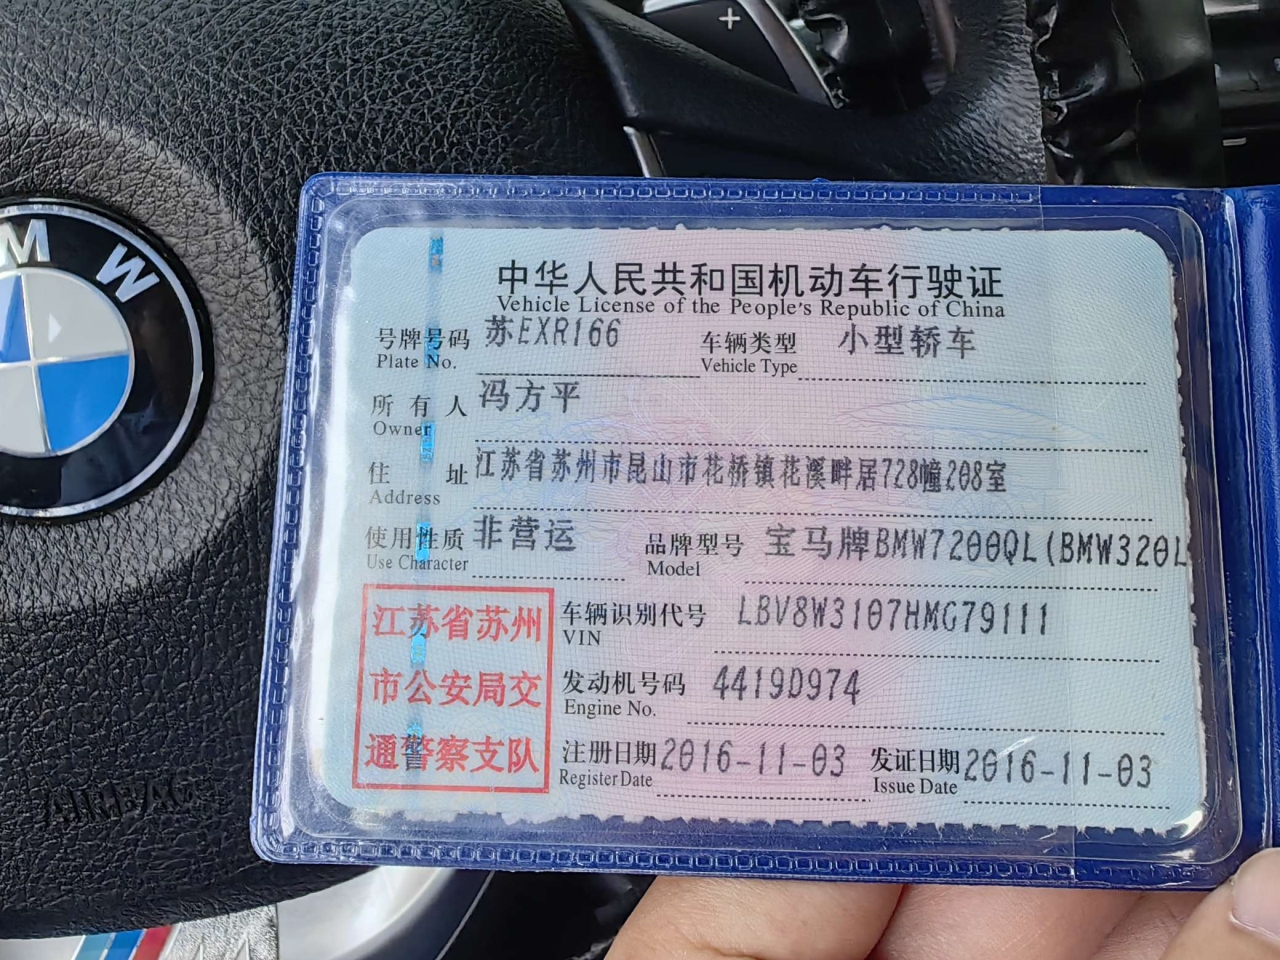 +
MW
中华人民共和国机动车行驶证
Vehicle License of the People's Republic of China
号牌号码 苏EXR166 车辆类型 小型轿车
Plate No. Vehicle Type
所有人 冯方平
Owner
住址 江苏省苏州市昆山市花桥镇花溪畔居728幢208室
Address
使用性质 非营运 品牌型号 宝马牌BMW7200QL(BMW320L
Use Character Model
江苏省苏州
市公安局交
通警察支队
车辆识别代号 LBV8W3107HMG79111
VIN
发动机号码 4419D974
Engine No.
注册日期 2016-11-03 发证日期 2016-11-03
Register Date Issue Date
AIRBAG